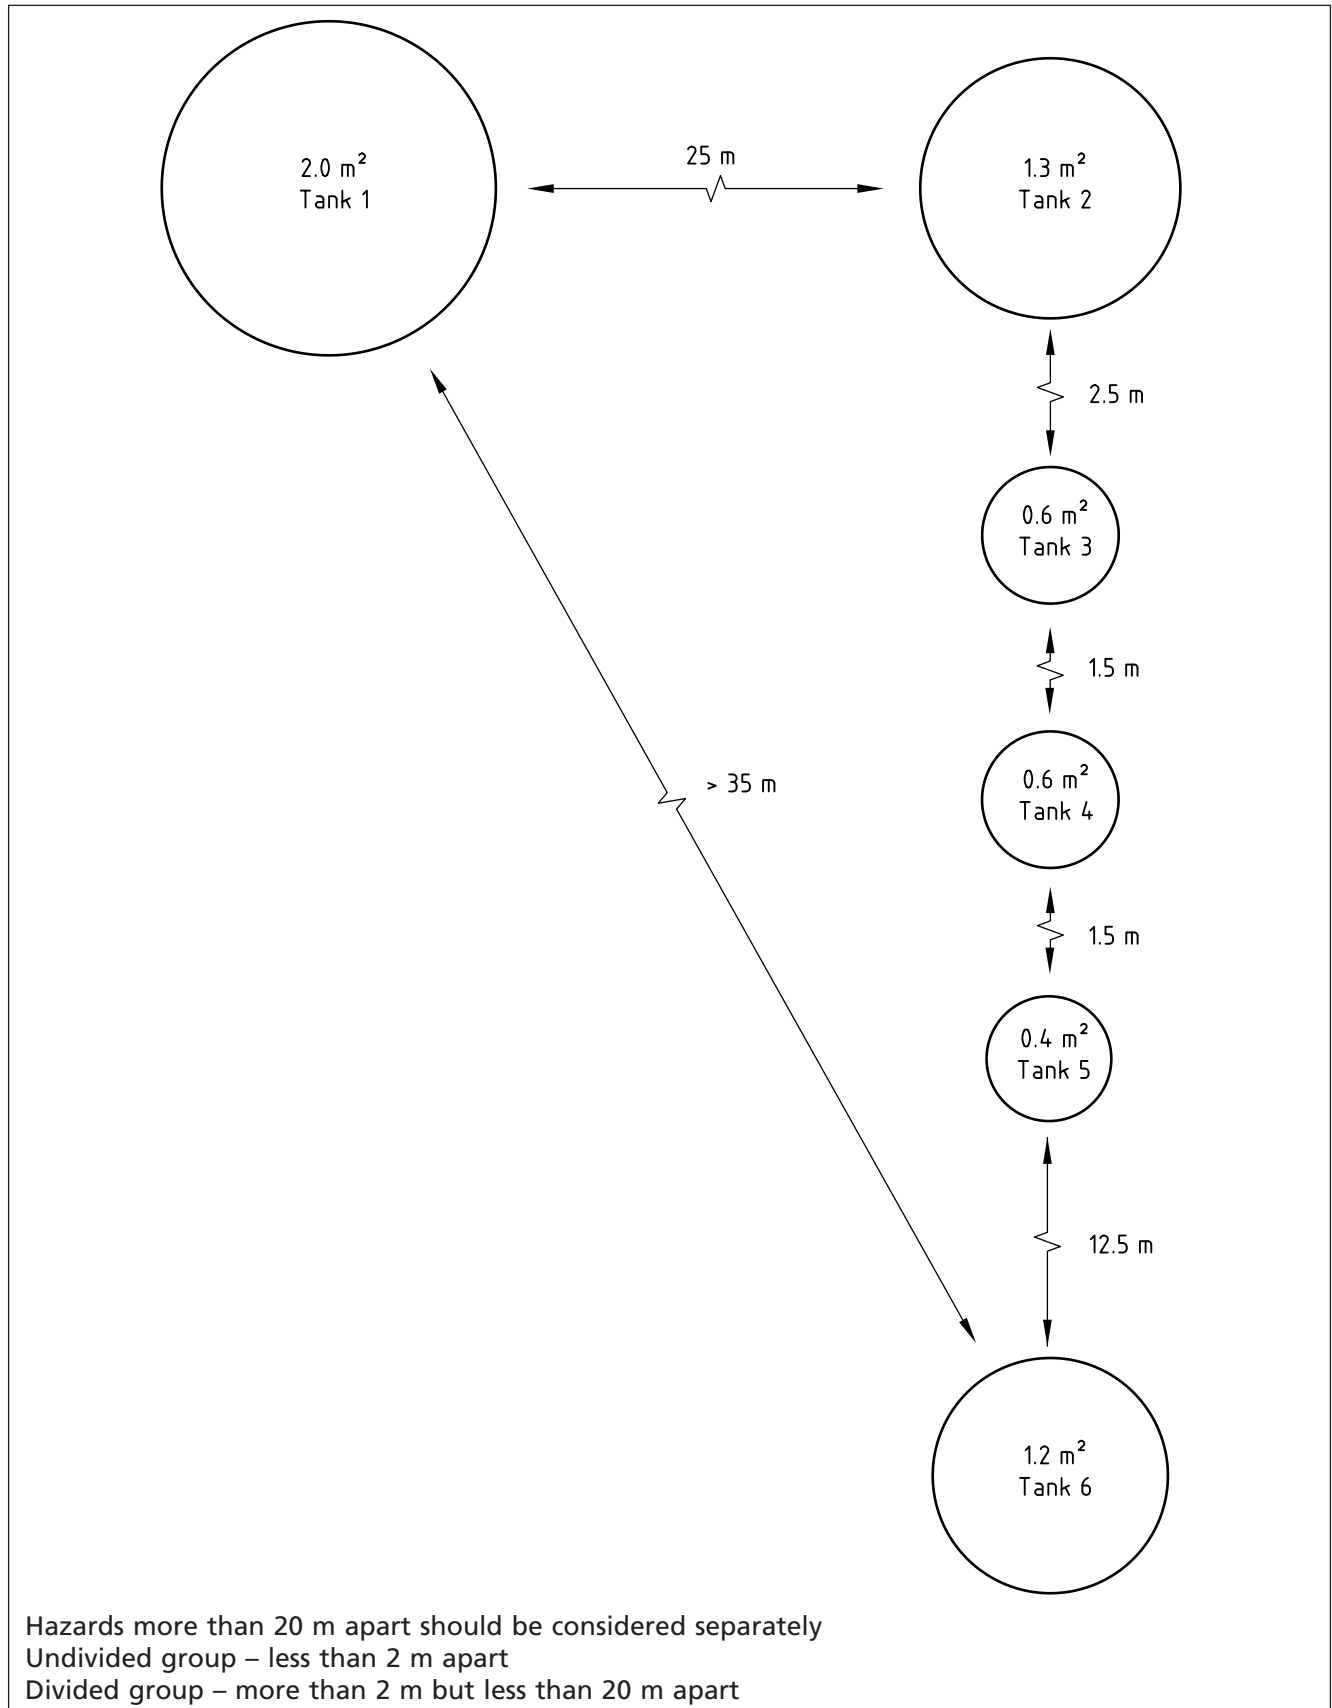 2.0 m²
Tank 1
25 m
1.3 m²
Tank 2
2.5 m
0.6 m²
Tank 3
1.5 m
> 35 m
0.6 m²
Tank 4
1.5 m
0.4 m²
Tank 5
12.5 m
1.2 m²
Tank 6
Hazards more than 20 m apart should be considered separately
Undivided group – less than 2 m apart
Divided group – more than 2 m but less than 20 m apart